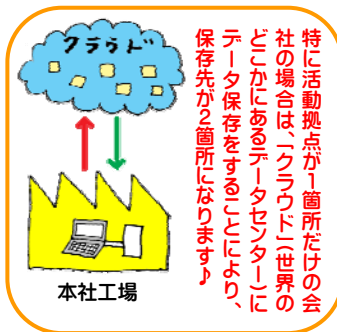 クラウド
本社工場
特に活動拠点が1箇所だけの会
社の場合は、「クラウド」(世界の
どこかにあるデータセンター)に
データ保存をすることにより、
保存先が2箇所になります♪